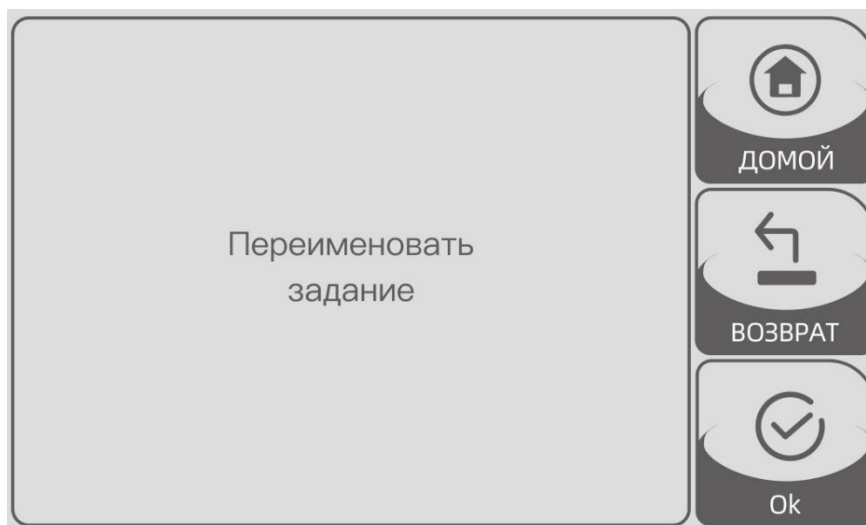 Переименовать
задание
ДОМОЙ
ВОЗВРАТ
Ok